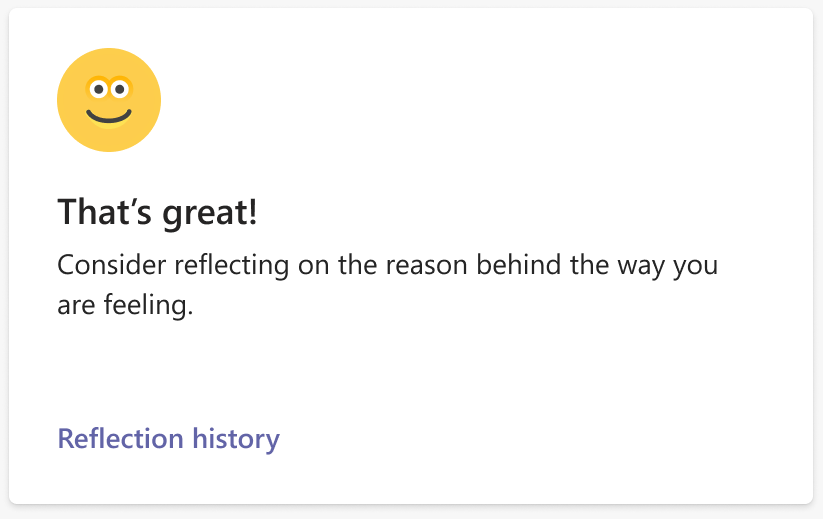 That’s great!
Consider reflecting on the reason behind the way you
are feeling.
Reflection history